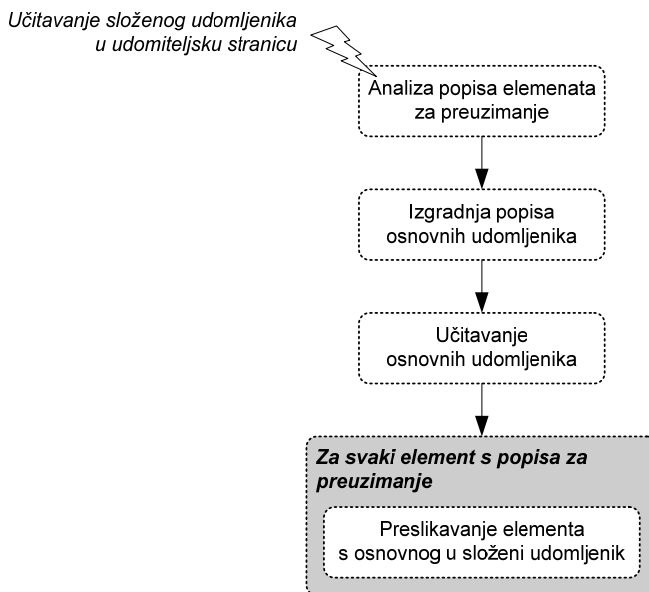 Učitavanje složenog udomljenika
u udomiteljsku stranicu
Analiza popisa elemenata
za preuzimanje
Izgradnja popisa
osnovnih udomljenika
Učitavanje
osnovnih udomljenika
Za svaki element s popisa za
preuzimanje
Preslikavanje elementa
s osnovnog u složeni udomljenik